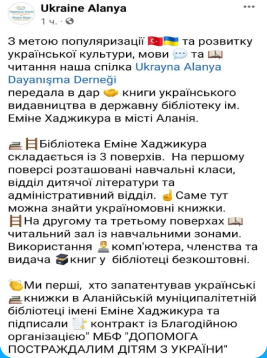 Ukraine Alanya
1 ч. ·
З метою популяризації 🇹🇷🇺🇦 та розвитку
української культури, мови 💬 та 📖
читання наша спілка Ukrayna Alanya
Dayanışma Derneği
передала в дар 🤝 книги українського
видавництва в державну бібліотеку ім.
Еміне Хаджикура в місті Аланія.
📚🪜Бібліотека Еміне Хаджикура
складається із 3 поверхів. На першому
поверсі розташовані навчальні класи,
відділ дитячої літератури та
адміністративний відділ. ☝️Саме тут
можна знайти україномовні книжки.
🪜На другому та третьому поверхах 📖
читальний зал із навчальними зонами.
Використання 👨‍💻 комп'ютера, членства та
видача 🎓книг у бібліотеці безкоштовні.
👏Ми перші, хто запатентував українські
📚книжки в Аланійській муніципалітетній
бібліотеці імені Еміне Хаджикура та
підписали 📝 контракт із Благодійною
організацією" МБФ "ДОПОМОГА
ПОСТРАЖДАЛИМ ДІТЯМ З УКРАЇНИ"